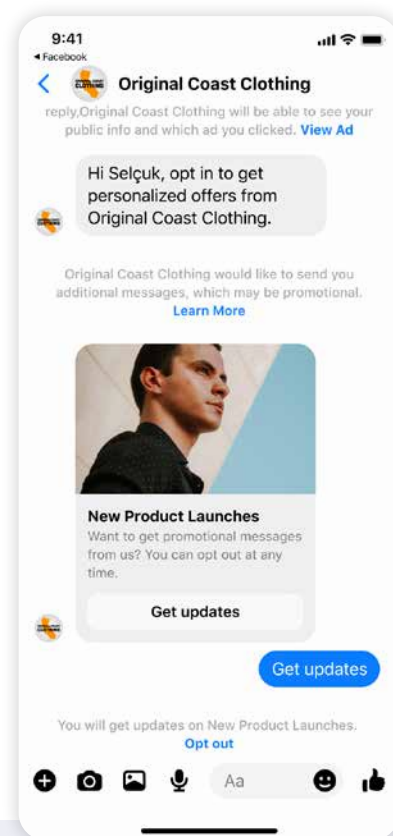 9:41
◀ Facebook
Original Coast Clothing
reply,Original Coast Clothing will be able to see your
public info and which ad you clicked. View Ad
Hi Selçuk, opt in to get
personalized offers from
Original Coast Clothing.
Original Coast Clothing would like to send you
additional messages, which may be promotional.
Learn More
New Product Launches
Want to get promotional messages
from us? You can opt out at any
time.
Get updates
Get updates
You will get updates on New Product Launches.
Opt out
Aa